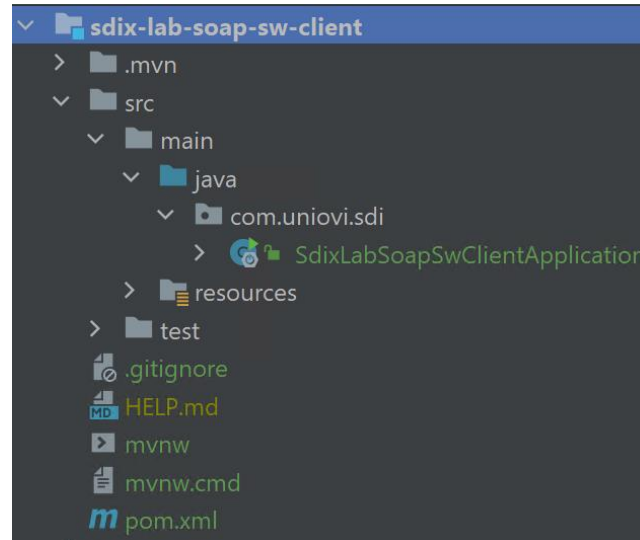 sdix-lab-soap-sw-client
.mvn
src
main
java
com.uniovi.sdi
SdixLabSoapSwClientApplication
resources
test
.gitignore
MD HELP.md
mvnw
mvnw.cmd
m pom.xml